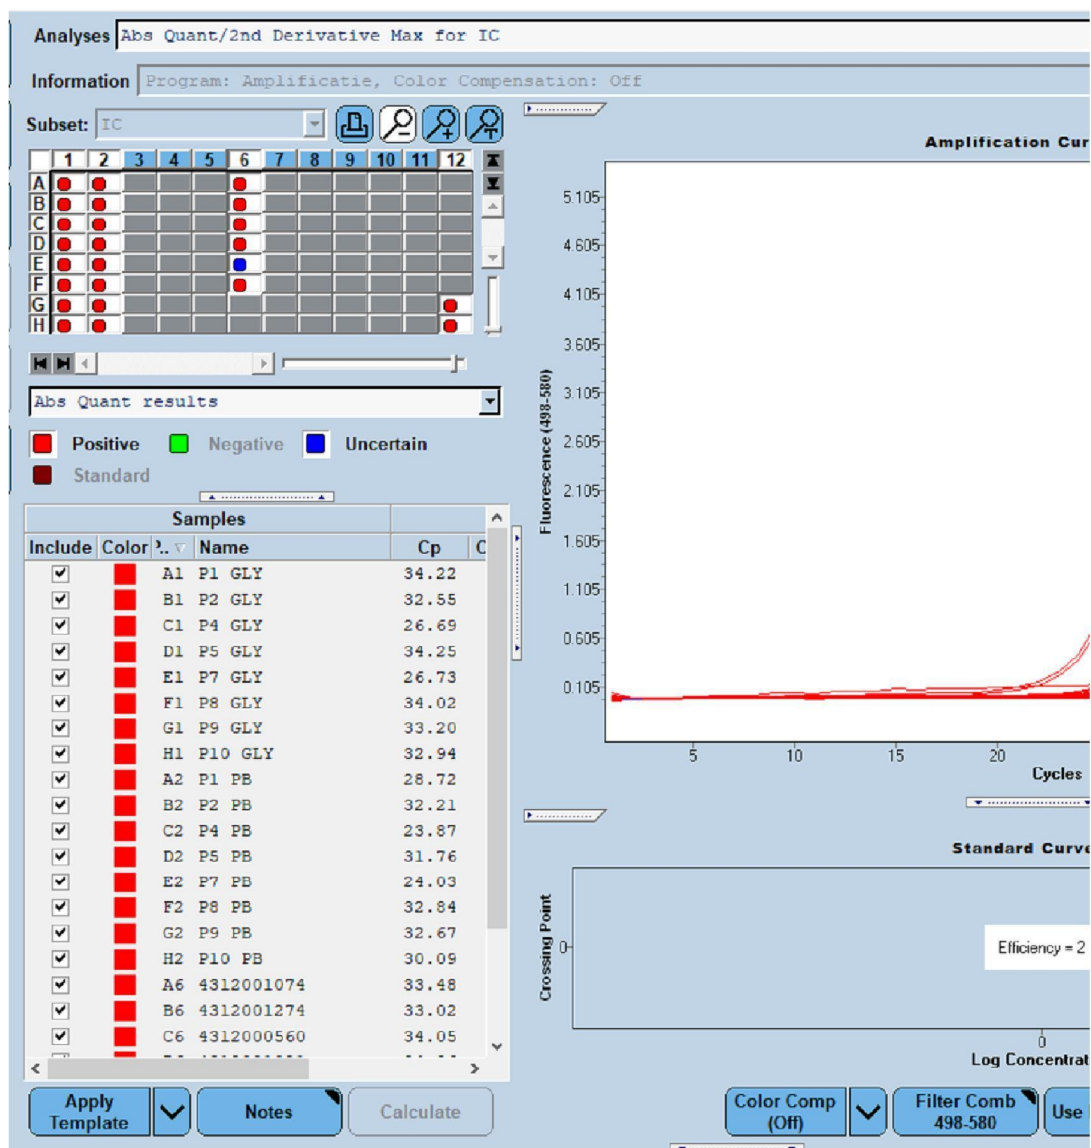 Analyses Abs Quant/2nd Derivative Max for IC
Information Program: Amplificatie, Color Compensation: Off
Subset: IC
1 2 3 4 5 6 7 8 9 10 11 12
A
B
C
D
E
F
G
H
Abs Quant results
Positive Negative Uncertain
Standard
Samples
Include Color Name Cp C
A1 P1 GLY 34.22
B1 P2 GLY 32.55
C1 P4 GLY 26.69
D1 P5 GLY 34.25
E1 P7 GLY 26.73
F1 P8 GLY 34.02
G1 P9 GLY 33.20
H1 P10 GLY 32.94
A2 P1 PB 28.72
B2 P2 PB 32.21
C2 P4 PB 23.87
D2 P5 PB 31.76
E2 P7 PB 24.03
F2 P8 PB 32.84
G2 P9 PB 32.67
H2 P10 PB 30.09
A6 4312001074 33.48
B6 4312001274 33.02
C6 4312000560 34.05
Apply Template
Notes
Calculate
Amplification Cur
Fluorescence (498-580)
5.105
4.605
4.105
3.605
3.105
2.605
2.105
1.605
1.105
0.605
0.105
5 10 15 20
Cycles
Standard Curve
Crossing Point
0
Efficiency = 2
0
Log Concentrat
Color Comp (Off)
Filter Comb 498-580
Use